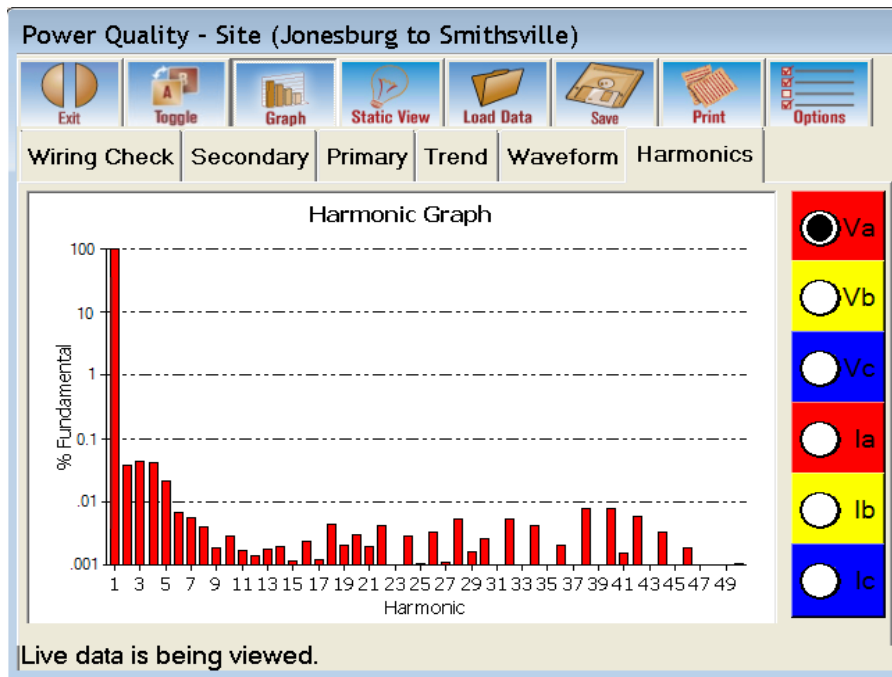 Power Quality - Site (Jonesburg to Smithsville)
Exit Toggle Graph Static View Load Data Save Print Options
Wiring Check Secondary Primary Trend Waveform Harmonics
Harmonic Graph
% Fundamental
100
10
1
0.1
.01
.001
1 3 5 7 9 11 13 15 17 19 21 23 25 27 29 31 33 35 37 39 41 43 45 47 49
Harmonic
Va
Vb
Vc
Ia
Ib
Ic
Live data is being viewed.